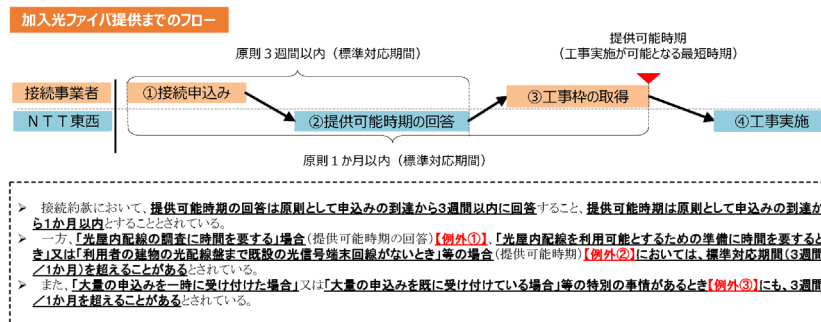 加入光ファイバ提供までのフロー
提供可能時期
(工事実施が可能となる最短時期)
原則3週間以内(標準対応期間)
接続事業者
①接続申込み
③工事枠の取得
NTT東西
②提供可能時期の回答
④工事実施
原則1か月以内(標準対応期間)
➢ 接続約款において、提供可能時期の回答は原則として申込みの到達から3週間以内に回答すること、提供可能時期は原則として申込みの到達か
ら1か月以内とすることとされている。
➢ 一方、「光屋内配線の調査に時間を要する」場合(提供可能時期の回答)【例外①】、「光屋内配線を利用可能とするための準備に時間を要すると
き」又は「利用者の建物の光配線盤まで既設の光信号端末回線がないとき」等の場合(提供可能時期)【例外②】においては、標準対応期間(3週間
/1か月)を超えることがあるとされている。
➢ また、「大量の申込みを一時に受け付けた場合」又は「大量の申込みを既に受け付けている場合」等の特別の事情があるとき【例外③】にも、3週間
/1か月を超えることがあるとされている。